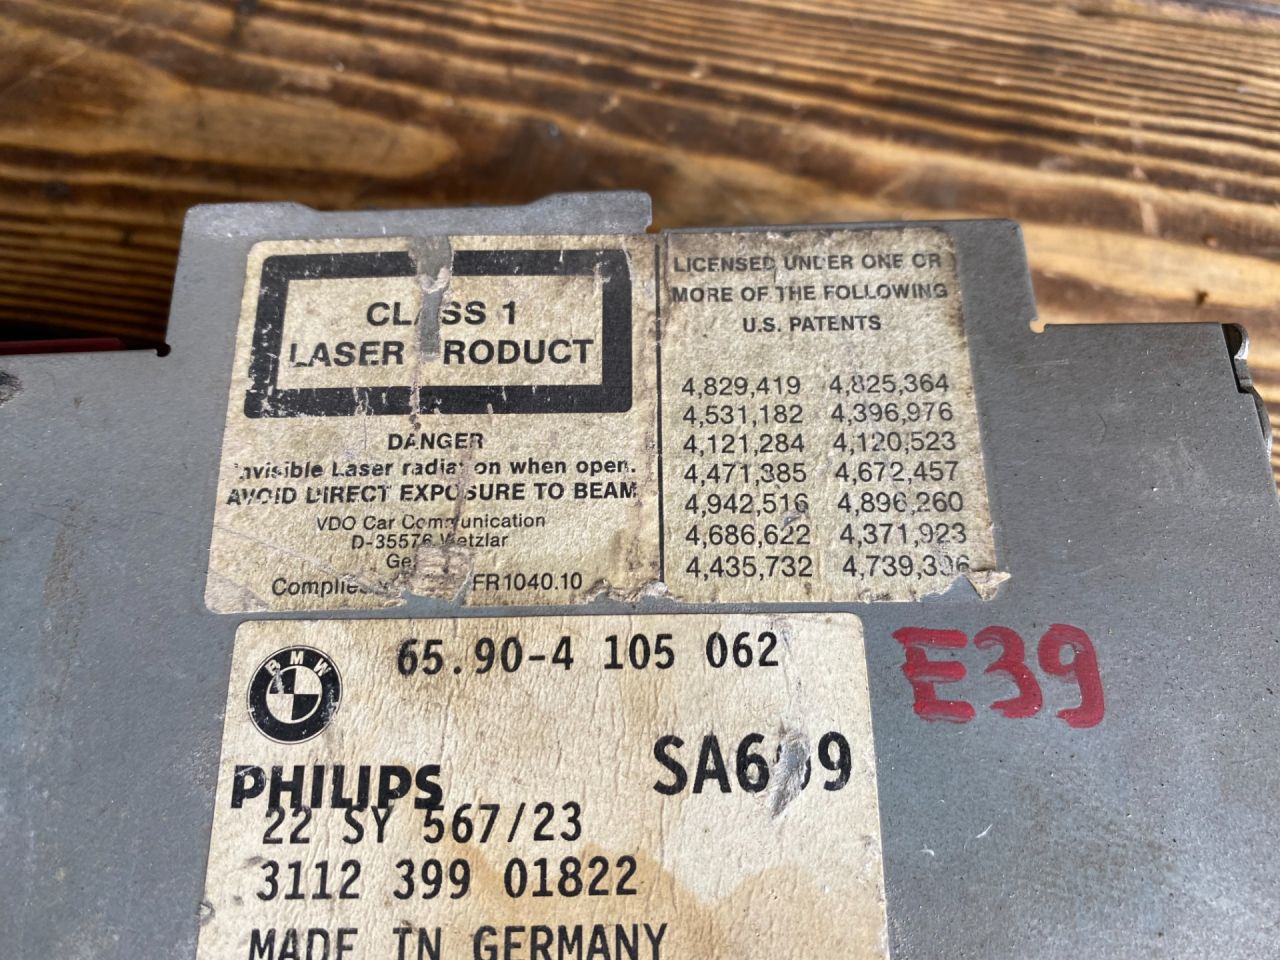 CLASS 1
LASER PRODUCT
DANGER
Invisible Laser radiation when open.
AVOID DIRECT EXPOSURE TO BEAM
VDO Car Communication
D-35576 Wetzlar
FR1040.10
LICENSED UNDER ONE OR
MORE OF THE FOLLOWING
U.S. PATENTS
4,829,419 4,825,364
4,531,182 4,396,976
4,121,284 4,120,523
4,471,385 4,672,457
4,942,516 4,896,260
4,686,622 4,371,923
4,435,732
BMW
65.90-4 105 062
PHILIPS
22 SY 567/23
3112 399 01822
MADE IN GERMANY
E39